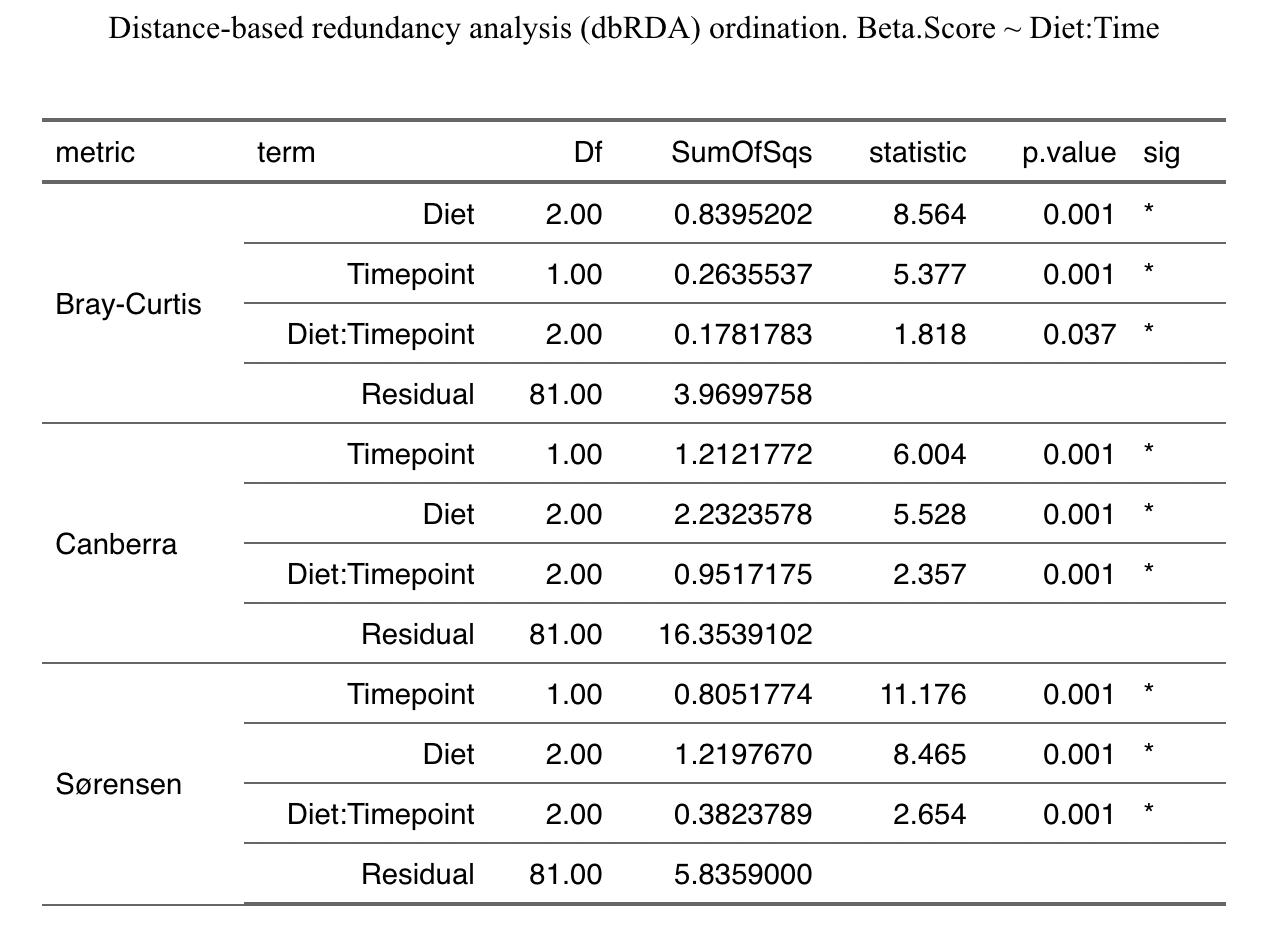 Distance-based redundancy analysis (dbRDA) ordination. Beta.Score ~ Diet:Time
metric term Df SumOfSqs statistic p.value sig
Diet 2.00 0.8395202 8.564 0.001 *
Timepoint 1.00 0.2635537 5.377 0.001 *
Bray-Curtis
Diet:Timepoint 2.00 0.1781783 1.818 0.037 *
Residual 81.00 3.9699758
Timepoint 1.00 1.2121772 6.004 0.001 *
Diet 2.00 2.2323578 5.528 0.001 *
Canberra
Diet:Timepoint 2.00 0.9517175 2.357 0.001 *
Residual 81.00 16.3539102
Timepoint 1.00 0.8051774 11.176 0.001 *
Diet 2.00 1.2197670 8.465 0.001 *
Sørensen
Diet:Timepoint 2.00 0.3823789 2.654 0.001 *
Residual 81.00 5.8359000